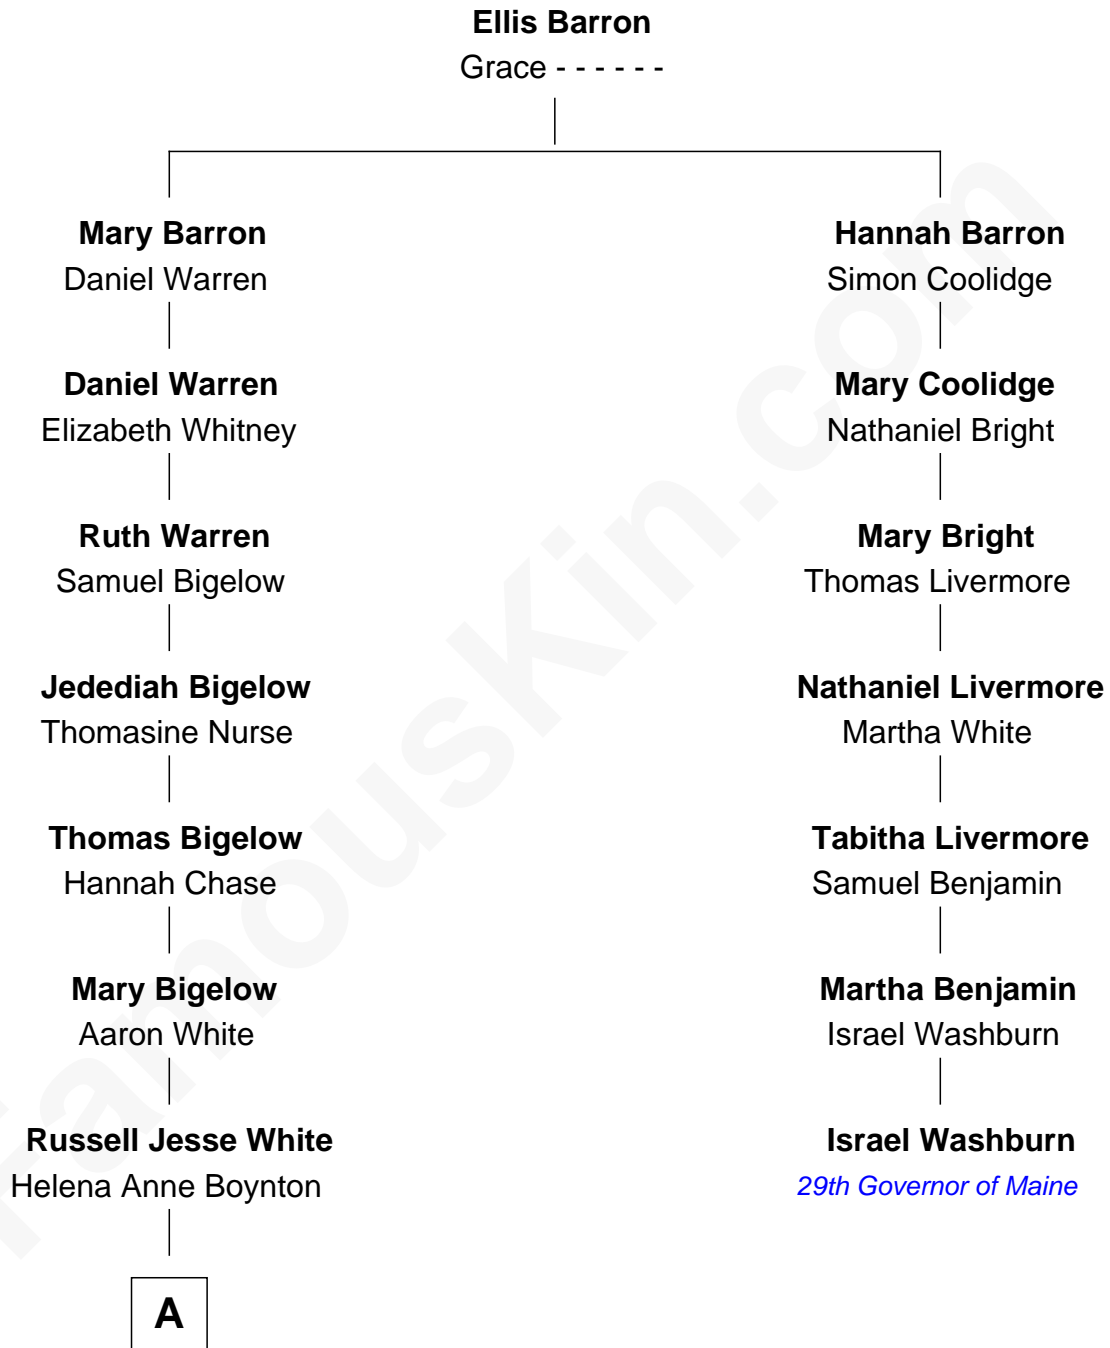 Ellis Barron
Grace - - - - - -
Mary Barron
Daniel Warren
Hannah Barron
Simon Coolidge
Daniel Warren
Elizabeth Whitney
Mary Coolidge
Nathaniel Bright
Ruth Warren
Samuel Bigelow
Mary Bright
Thomas Livermore
Jedediah Bigelow
Thomasine Nurse
Nathaniel Livermore
Martha White
Thomas Bigelow
Hannah Chase
Tabitha Livermore
Samuel Benjamin
Mary Bigelow
Aaron White
Martha Benjamin
Israel Washburn
Russell Jesse White
Helena Anne Boynton
Israel Washburn
29th Governor of Maine
A
FamousKin.com